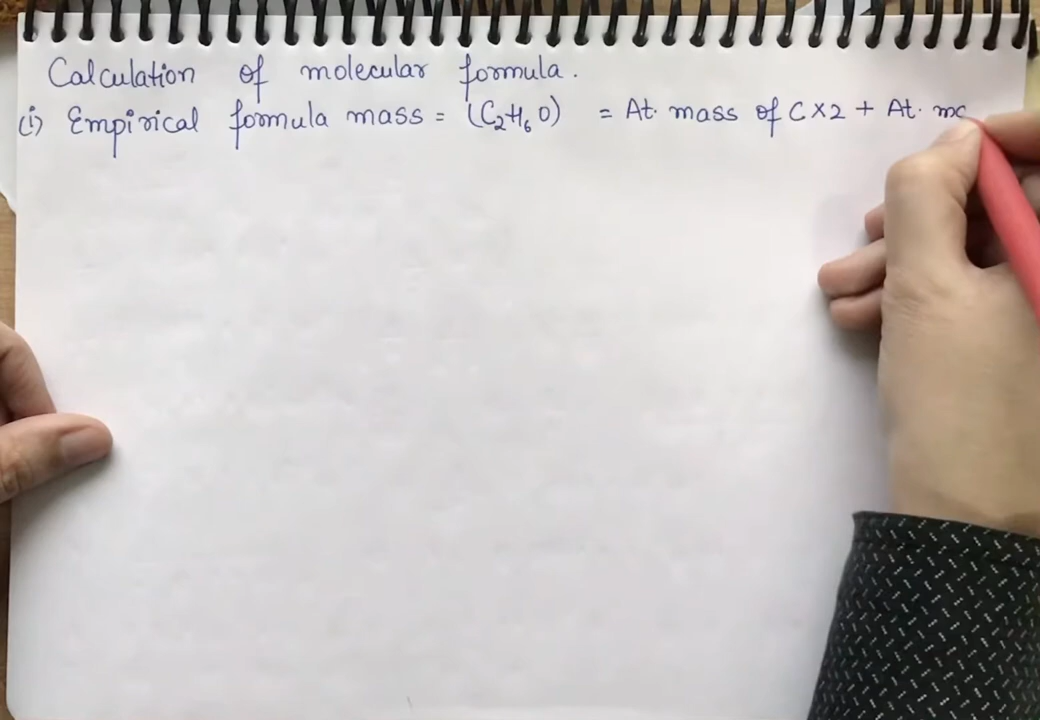 Calculation of molecular formula.
(i) Empirical formula mass = (C₂H₆O) = At. mass of C×2 + At. ma